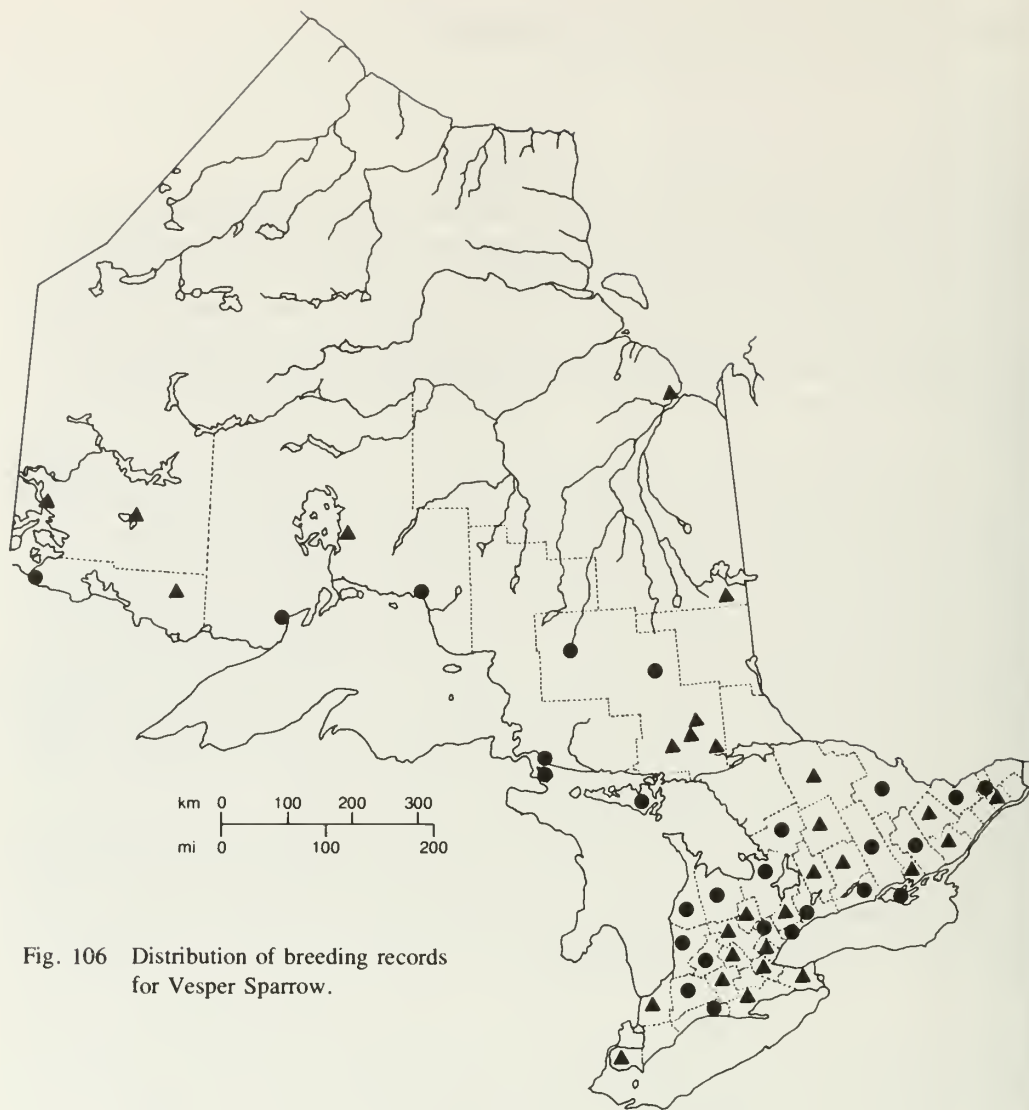 km 0 100 200 300
mi 0 100 200
Fig. 106 Distribution of breeding records
for Vesper Sparrow.